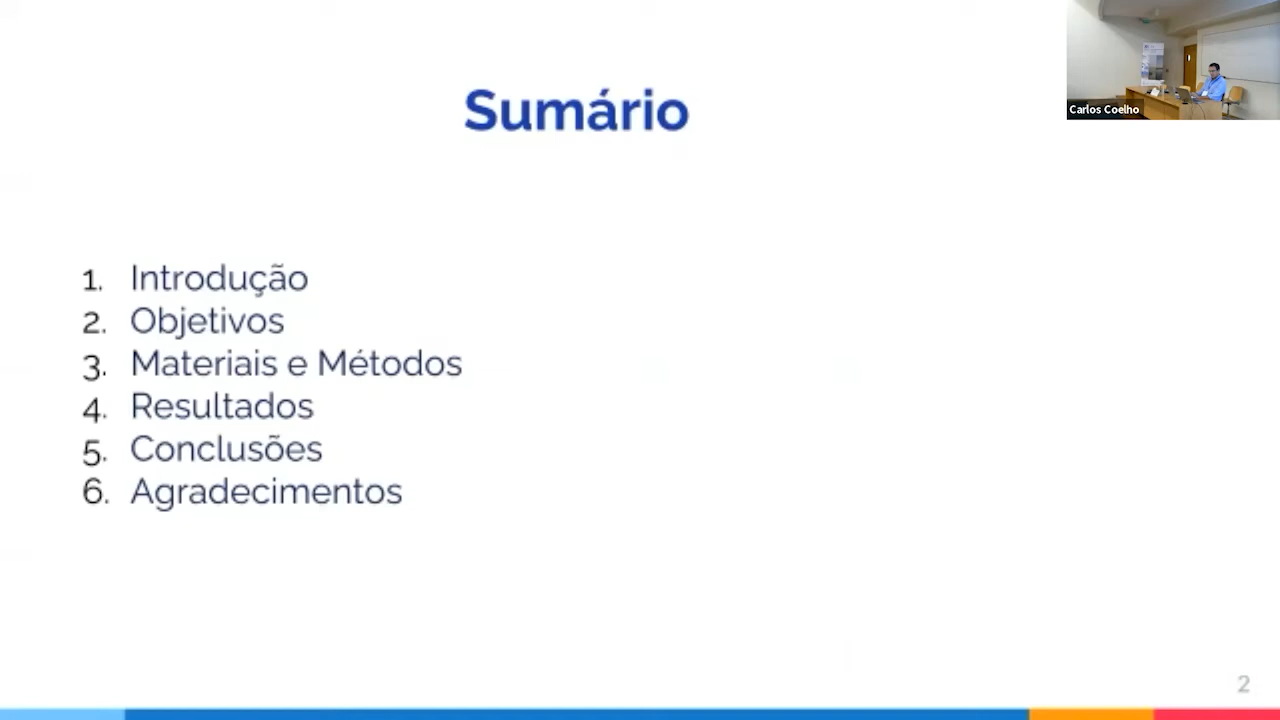 Sumário
Carlos Coelho
1. Introdução
2. Objetivos
3. Materiais e Métodos
4. Resultados
5. Conclusões
6. Agradecimentos
2